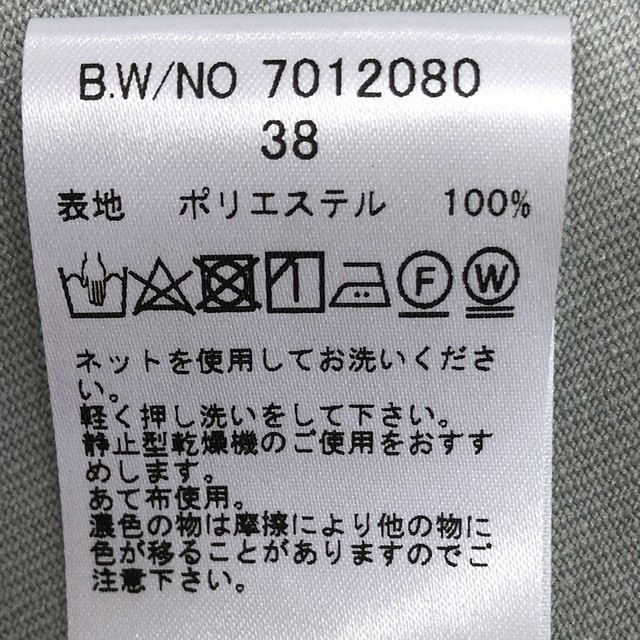 B.W/NO 7012080
38
表地 ポリエステル 100%
F W
ネットを使用してお洗いくださ
い。
軽く押し洗いをして下さい。
静止型乾燥機のご使用をおすす
めします。
あて布使用。
濃色の物は摩擦により他の物に
色が移ることがありますのでご
注意下さい。